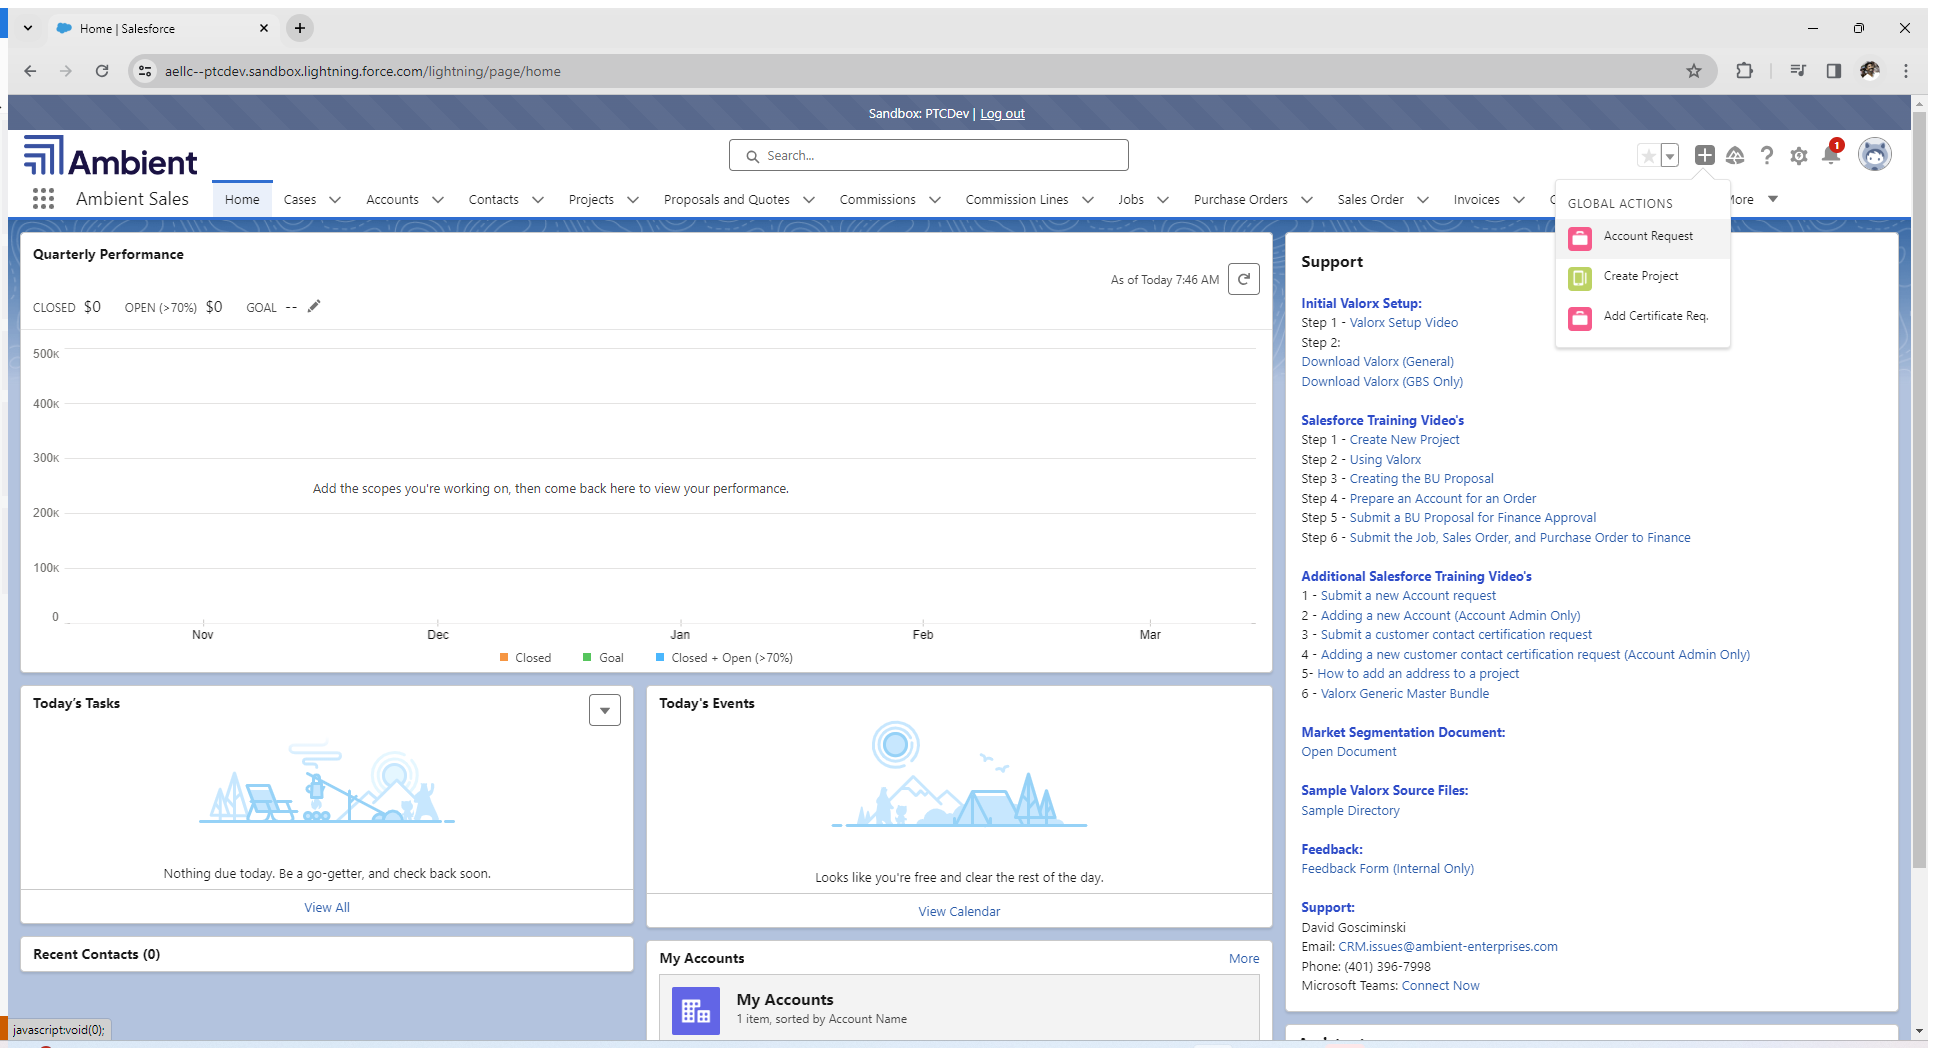 Home | Salesforce
aellc--ptcdev.sandbox.lightning.force.com/lightning/page/home
Sandbox: PTCDev | Log out
Ambient
Search...
1
Ambient Sales
Home
Cases
Accounts
Contacts
Projects
Proposals and Quotes
Commissions
Commission Lines
Jobs
Purchase Orders
Sales Order
Invoices
GLOBAL ACTIONS
Account Request
Create Project
Add Certificate Req.
Quarterly Performance
As of Today 7:46 AM
CLOSED $0 OPEN (>70%) $0 GOAL --
500K
400K
300K
200K
100K
0
Add the scopes you're working on, then come back here to view your performance.
Nov Dec Jan Feb Mar
Closed Goal Closed + Open (>70%)
Today's Tasks
Nothing due today. Be a go-getter, and check back soon.
View All
Today's Events
Looks like you're free and clear the rest of the day.
View Calendar
Recent Contacts (0)
My Accounts
More
My Accounts
1 item, sorted by Account Name
Support
Initial Valorx Setup:
Step 1 - Valorx Setup Video
Step 2:
Download Valorx (General)
Download Valorx (GBS Only)
Salesforce Training Video's
Step 1 - Create New Project
Step 2 - Using Valorx
Step 3 - Creating the BU Proposal
Step 4 - Prepare an Account for an Order
Step 5 - Submit a BU Proposal for Finance Approval
Step 6 - Submit the Job, Sales Order, and Purchase Order to Finance
Additional Salesforce Training Video's
1 - Submit a new Account request
2 - Adding a new Account (Account Admin Only)
3 - Submit a customer contact certification request
4 - Adding a new customer contact certification request (Account Admin Only)
5- How to add an address to a project
6 - Valorx Generic Master Bundle
Market Segmentation Document:
Open Document
Sample Valorx Source Files:
Sample Directory
Feedback:
Feedback Form (Internal Only)
Support:
David Gosciminski
Email: CRM.issues@ambient-enterprises.com
Phone: (401) 396-7998
Microsoft Teams: Connect Now
javascript:void(0);